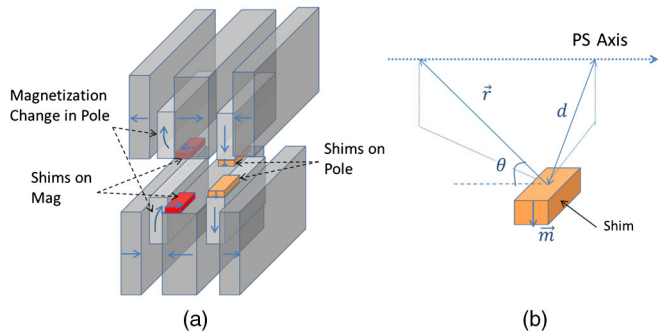 Magnetization
Change in Pole
Shims on
Mag
Shims on
Pole
(a)
PS Axis
r⃗
d
θ
m⃗
Shim
(b)